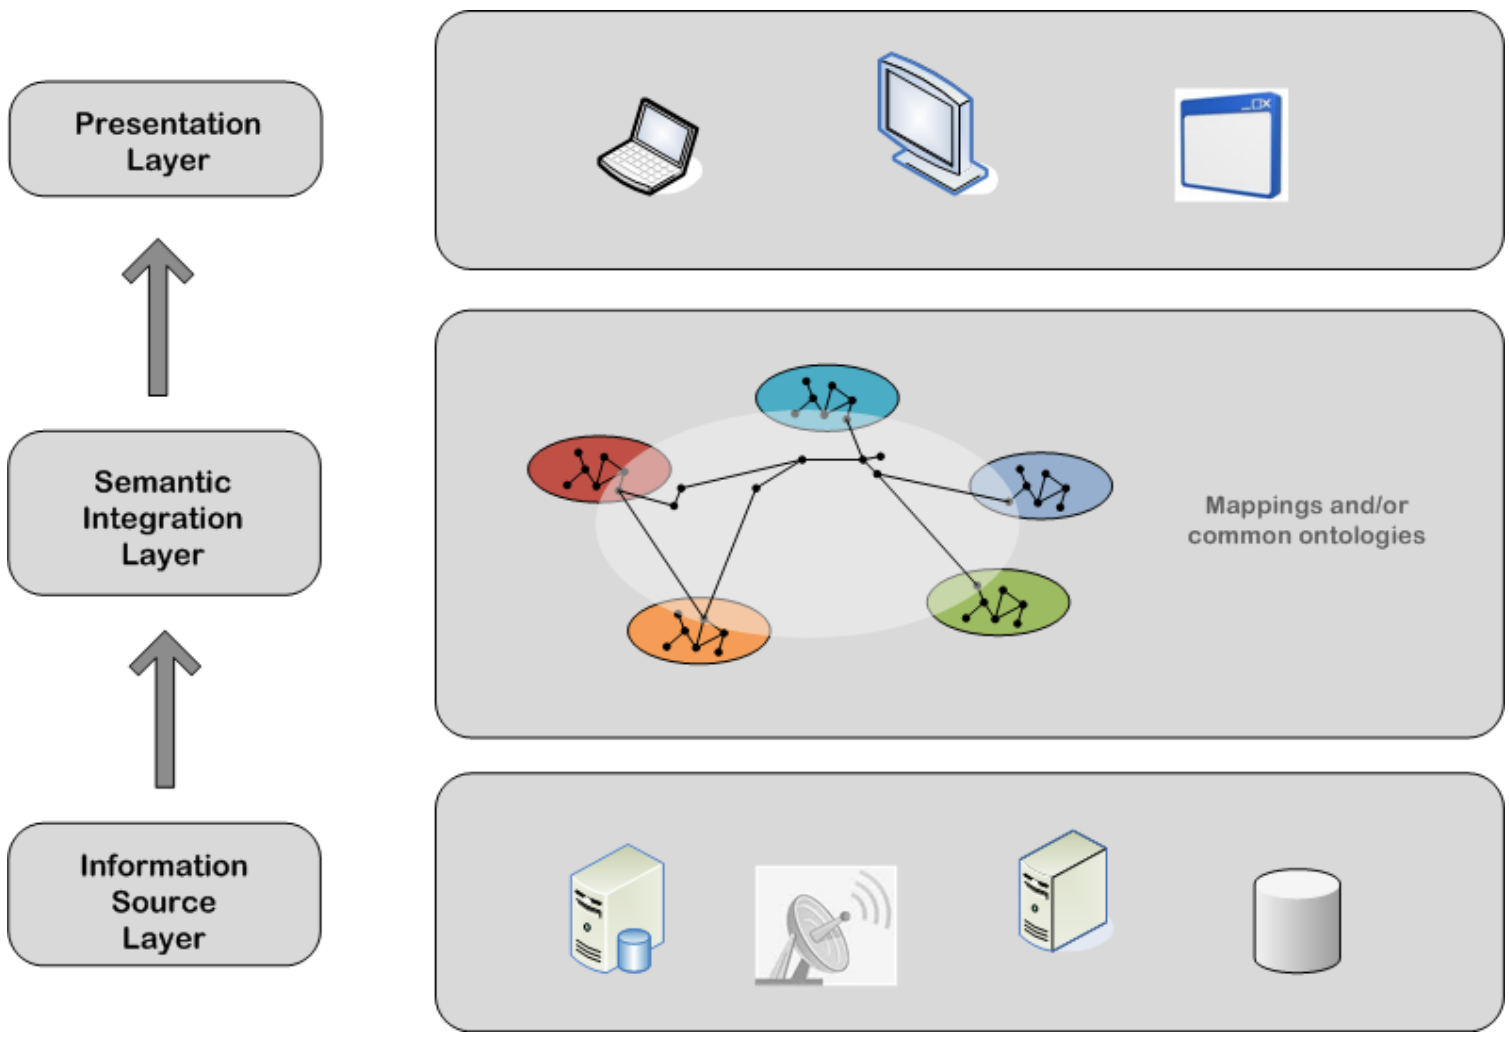 Presentation
Layer
Semantic
Integration
Layer
Mappings and/or
common ontologies
Information
Source
Layer